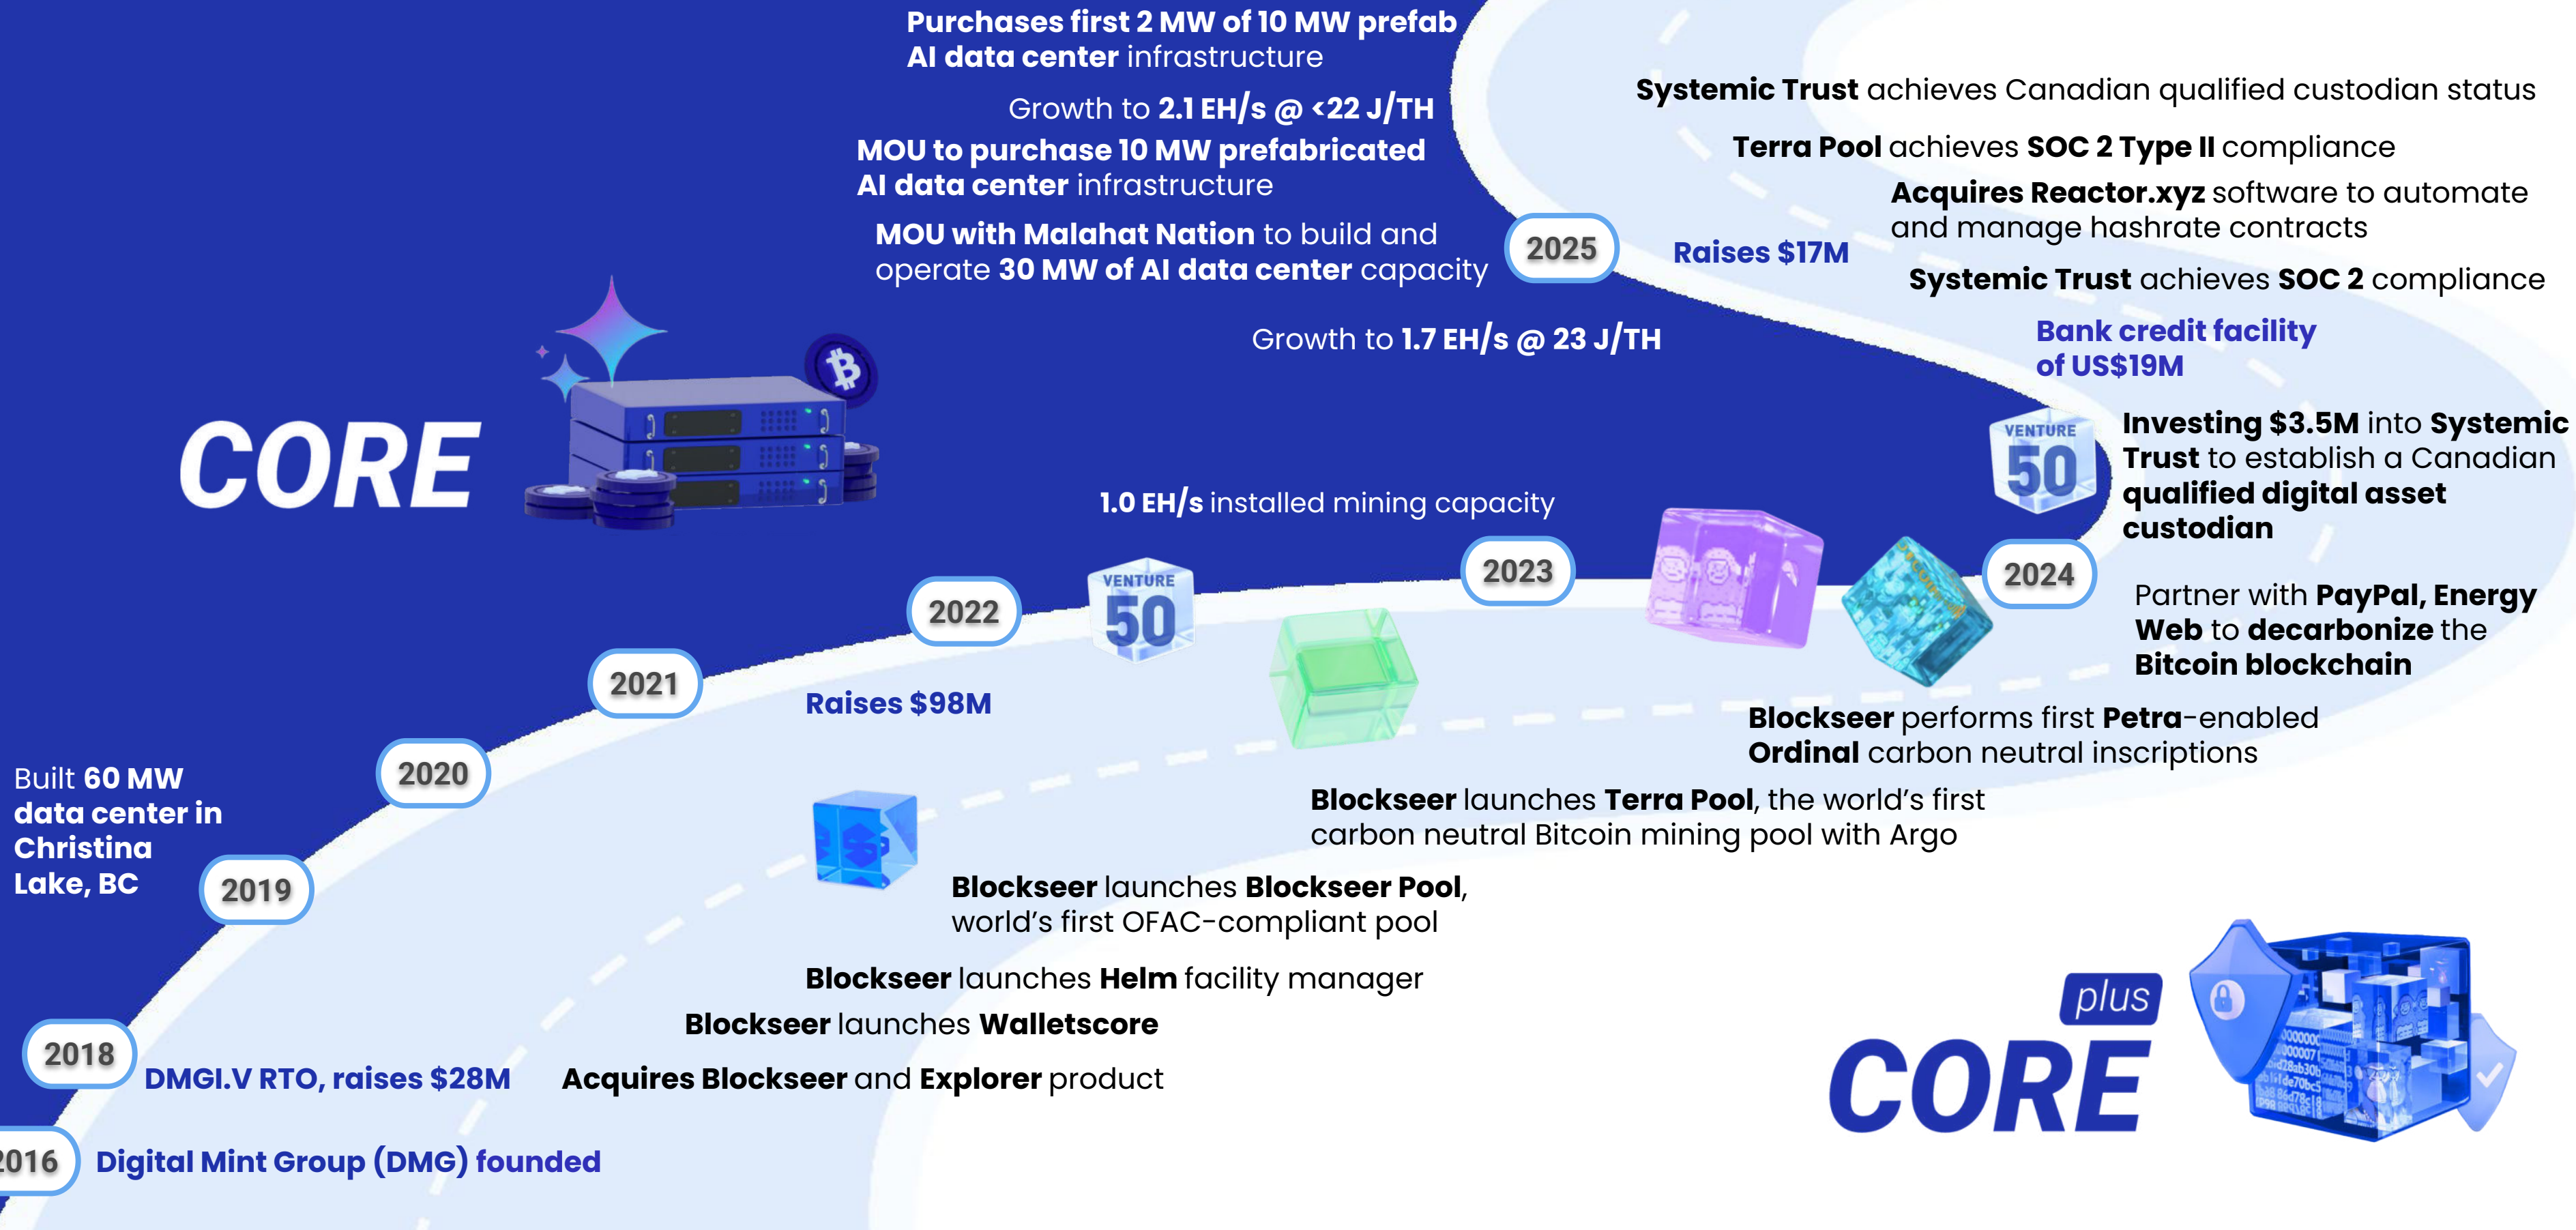 Purchases first 2 MW of 10 MW prefab
AI data center infrastructure
Growth to 2.1 EH/s @ <22 J/TH
MOU to purchase 10 MW prefabricated
AI data center infrastructure
MOU with Malahat Nation to build and
operate 30 MW of AI data center capacity
2025
Raises $17M
Systemic Trust achieves Canadian qualified custodian status
Terra Pool achieves SOC 2 Type II compliance
Acquires Reactor.xyz software to automate
and manage hashrate contracts
Systemic Trust achieves SOC 2 compliance
Growth to 1.7 EH/s @ 23 J/TH
Bank credit facility
of US$19M
CORE
VENTURE
50
Investing $3.5M into Systemic
Trust to establish a Canadian
qualified digital asset
custodian
1.0 EH/s installed mining capacity
2023
2024
VENTURE
50
2022
Partner with PayPal, Energy
Web to decarbonize the
Bitcoin blockchain
2021
Raises $98M
Blockseer performs first Petra-enabled
Ordinal carbon neutral inscriptions
2020
Built 60 MW
data center in
Christina
Lake, BC
2019
Blockseer launches Terra Pool, the world's first
carbon neutral Bitcoin mining pool with Argo
Blockseer launches Blockseer Pool,
world's first OFAC-compliant pool
Blockseer launches Helm facility manager
Blockseer launches Walletscore
2018
DMGI.V RTO, raises $28M
Acquires Blockseer and Explorer product
plus
CORE
2016
Digital Mint Group (DMG) founded